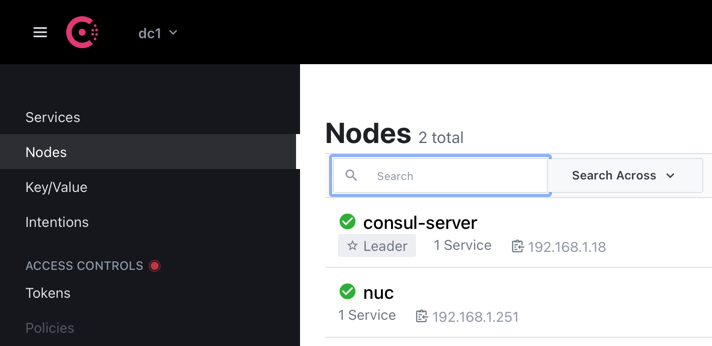 dc1
Services
Nodes
Key/Value
Intentions
ACCESS CONTROLS
Tokens
Policies
Nodes 2 total
Search Search Across
consul-server
Leader 1 Service 192.168.1.18
nuc
1 Service 192.168.1.251